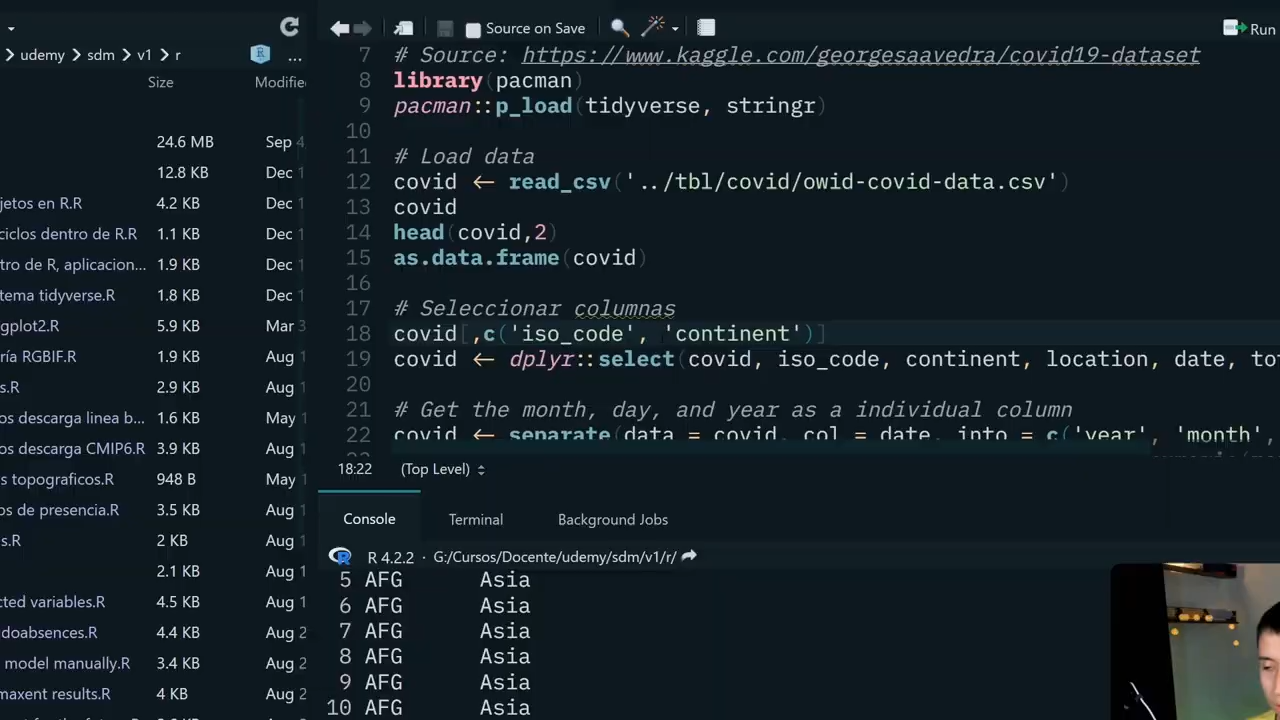 Source on Save
Run
udemy > sdm > v1 > r
...
Size
Modified
24.6 MB Sep 4
12.8 KB Dec 1
jetos en R.R 4.2 KB Dec 1
ciclos dentro de R.R 1.1 KB Dec 1
tro de R, aplicacion... 1.9 KB Dec 1
tema tidyverse.R 1.8 KB Dec 1
gplot2.R 5.9 KB Mar 3
ría RGBIF.R 1.9 KB Aug 1
s.R 2.9 KB Aug 1
os descarga linea b... 1.6 KB May 1
os descarga CMIP6.R 3.9 KB Aug 1
s topograficos.R 948 B May 1
os de presencia.R 3.5 KB Aug 1
s.R 2 KB Aug 1
2.1 KB Aug 1
cted variables.R 4.5 KB Aug 1
doabsences.R 4.4 KB Aug 2
model manually.R 3.4 KB Aug 2
maxent results.R 4 KB Aug 2
7 # Source: https://www.kaggle.com/georgesaavedra/covid19-dataset
8 library(pacman)
9 pacman::p_load(tidyverse, stringr)
10
11 # Load data
12 covid ← read_csv('../tbl/covid/owid-covid-data.csv')
13 covid
14 head(covid,2)
15 as.data.frame(covid)
16
17 # Seleccionar columnas
18 covid[,c('iso_code', 'continent')]
19 covid ← dplyr::select(covid, iso_code, continent, location, date, to
20
21 # Get the month, day, and year as a individual column
22 covid ← separate(data = covid, col = date, into = c('year', 'month',
18:22 (Top Level)
Console Terminal Background Jobs
R 4.2.2 · G:/Cursos/Docente/udemy/sdm/v1/r/
5 AFG Asia
6 AFG Asia
7 AFG Asia
8 AFG Asia
9 AFG Asia
10 AFG Asia